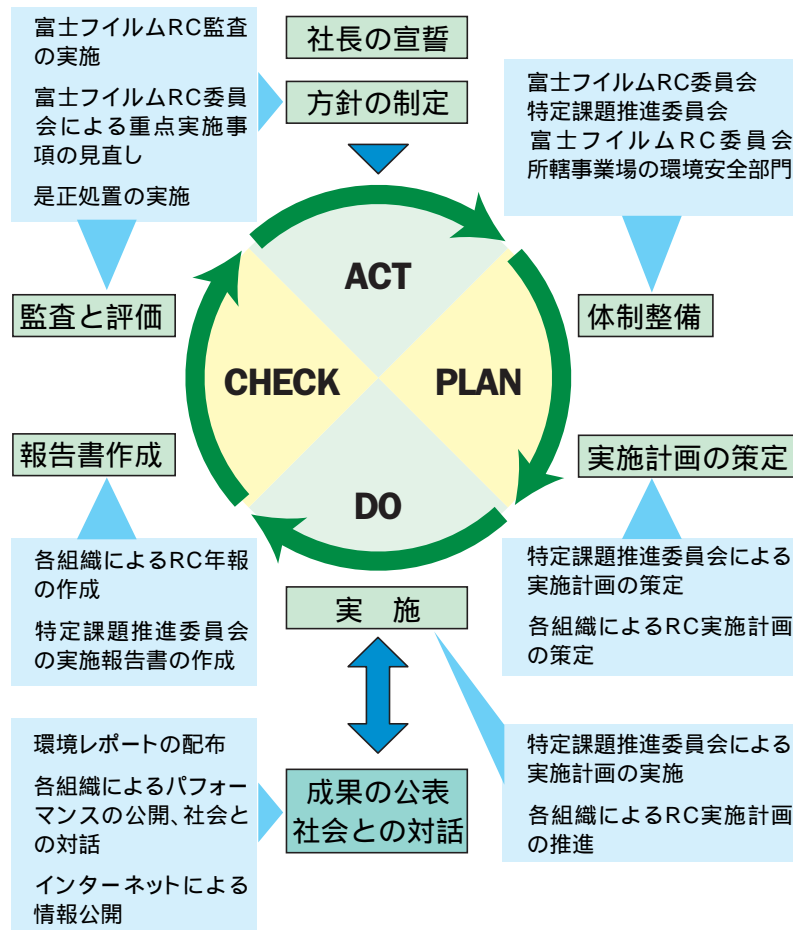 富士フイルムRC監査
の実施
富士フイルムRC委員
会による重点実施事
項の見直し
是正処置の実施
社長の宣誓
方針の制定
富士フイルムRC委員会
特定課題推進委員会
富士フイルムRC委員会
所轄事業場の環境安全部門
ACT
監査と評価
体制整備
CHECK
PLAN
報告書作成
実施計画の策定
DO
各組織によるRC年報
の作成
特定課題推進委員会
の実施報告書の作成
特定課題推進委員会による
実施計画の策定
各組織によるRC実施計画
の策定
実 施
環境レポートの配布
各組織によるパフォー
マンスの公開、社会と
の対話
インターネットによる
情報公開
成果の公表
社会との対話
特定課題推進委員会による
実施計画の実施
各組織によるRC実施計画
の推進